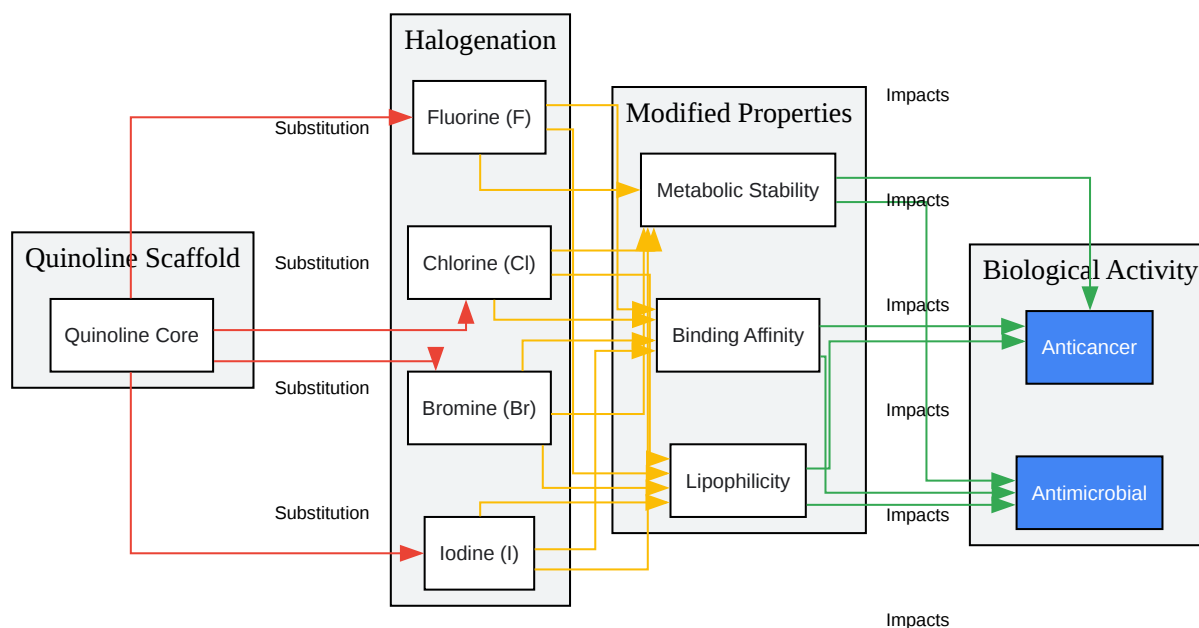 Quinoline Scaffold
Quinoline Core
Substitution
Substitution
Substitution
Substitution
Halogenation
Fluorine (F)
Chlorine (Cl)
Bromine (Br)
Iodine (I)
Modified Properties
Metabolic Stability
Binding Affinity
Lipophilicity
Impacts
Impacts
Impacts
Impacts
Impacts
Impacts
Biological Activity
Anticancer
Antimicrobial